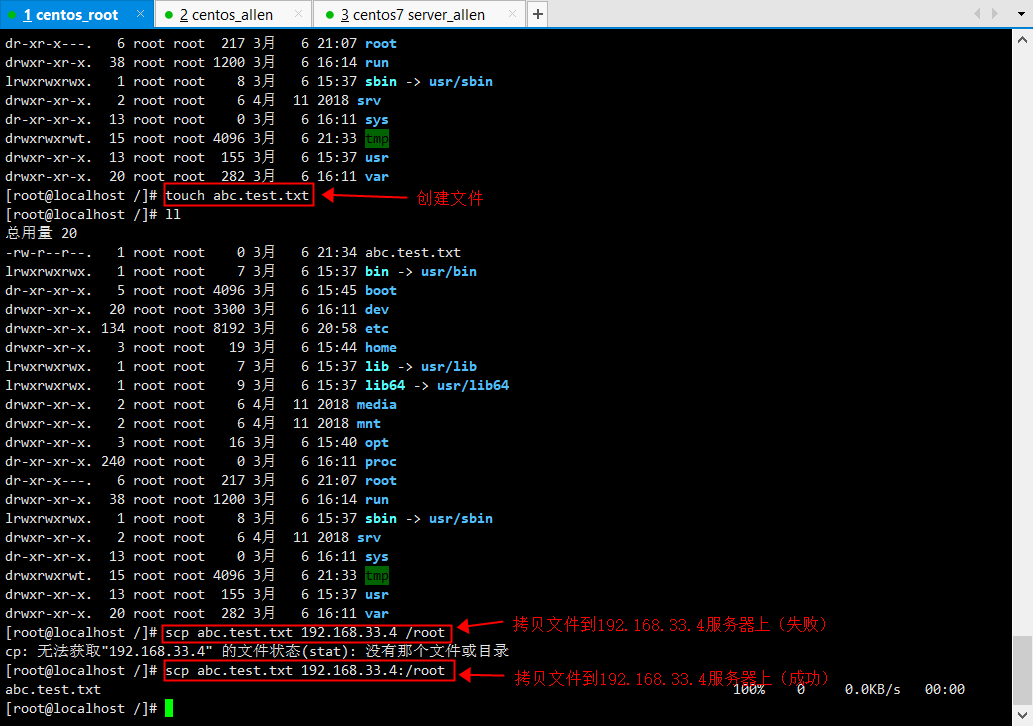 1 centos_root × 2 centos_allen × 3 centos7 server_allen × +
dr-xr-x---. 6 root root 217 3月 6 21:07 root
drwxr-xr-x. 38 root root 1200 3月 6 16:14 run
lrwxrwxrwx. 1 root root 8 3月 6 15:37 sbin -> usr/sbin
drwxr-xr-x. 2 root root 6 4月 11 2018 srv
dr-xr-xr-x. 13 root root 0 3月 6 16:11 sys
drwxrwxrwt. 15 root root 4096 3月 6 21:33 tmp
drwxr-xr-x. 13 root root 155 3月 6 15:37 usr
drwxr-xr-x. 20 root root 282 3月 6 16:11 var
[root@localhost /]# touch abc.test.txt 创建文件
[root@localhost /]# ll
总用量 20
-rw-r--r--. 1 root root 0 3月 6 21:34 abc.test.txt
lrwxrwxrwx. 1 root root 7 3月 6 15:37 bin -> usr/bin
dr-xr-xr-x. 5 root root 4096 3月 6 15:45 boot
drwxr-xr-x. 20 root root 3300 3月 6 16:11 dev
drwxr-xr-x. 134 root root 8192 3月 6 20:58 etc
drwxr-xr-x. 3 root root 19 3月 6 15:44 home
lrwxrwxrwx. 1 root root 7 3月 6 15:37 lib -> usr/lib
lrwxrwxrwx. 1 root root 9 3月 6 15:37 lib64 -> usr/lib64
drwxr-xr-x. 2 root root 6 4月 11 2018 media
drwxr-xr-x. 2 root root 6 4月 11 2018 mnt
drwxr-xr-x. 3 root root 16 3月 6 15:40 opt
dr-xr-xr-x. 240 root root 0 3月 6 16:11 proc
dr-xr-x---. 6 root root 217 3月 6 21:07 root
drwxr-xr-x. 38 root root 1200 3月 6 16:14 run
lrwxrwxrwx. 1 root root 8 3月 6 15:37 sbin -> usr/sbin
drwxr-xr-x. 2 root root 6 4月 11 2018 srv
dr-xr-xr-x. 13 root root 0 3月 6 16:11 sys
drwxrwxrwt. 15 root root 4096 3月 6 21:33 tmp
drwxr-xr-x. 13 root root 155 3月 6 15:37 usr
drwxr-xr-x. 20 root root 282 3月 6 16:11 var
[root@localhost /]# scp abc.test.txt 192.168.33.4 /root 拷贝文件到192.168.33.4服务器上（失败）
cp: 无法获取"192.168.33.4" 的文件状态(stat): 没有那个文件或目录
[root@localhost /]# scp abc.test.txt 192.168.33.4:/root 拷贝文件到192.168.33.4服务器上（成功）
abc.test.txt 100% 0 0.0KB/s 00:00
[root@localhost /]#